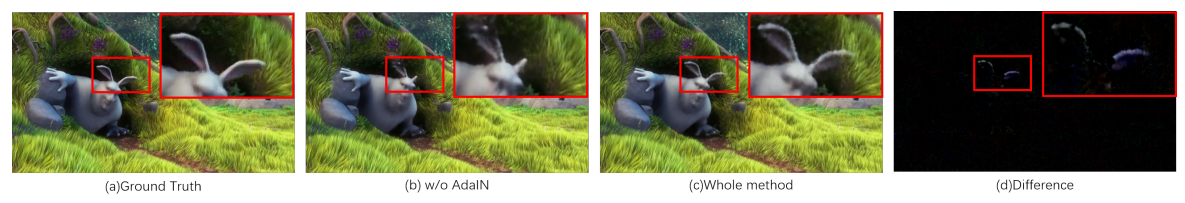 (a)Ground Truth
(b) w/o AdaIN
(c)Whole method
(d)Difference